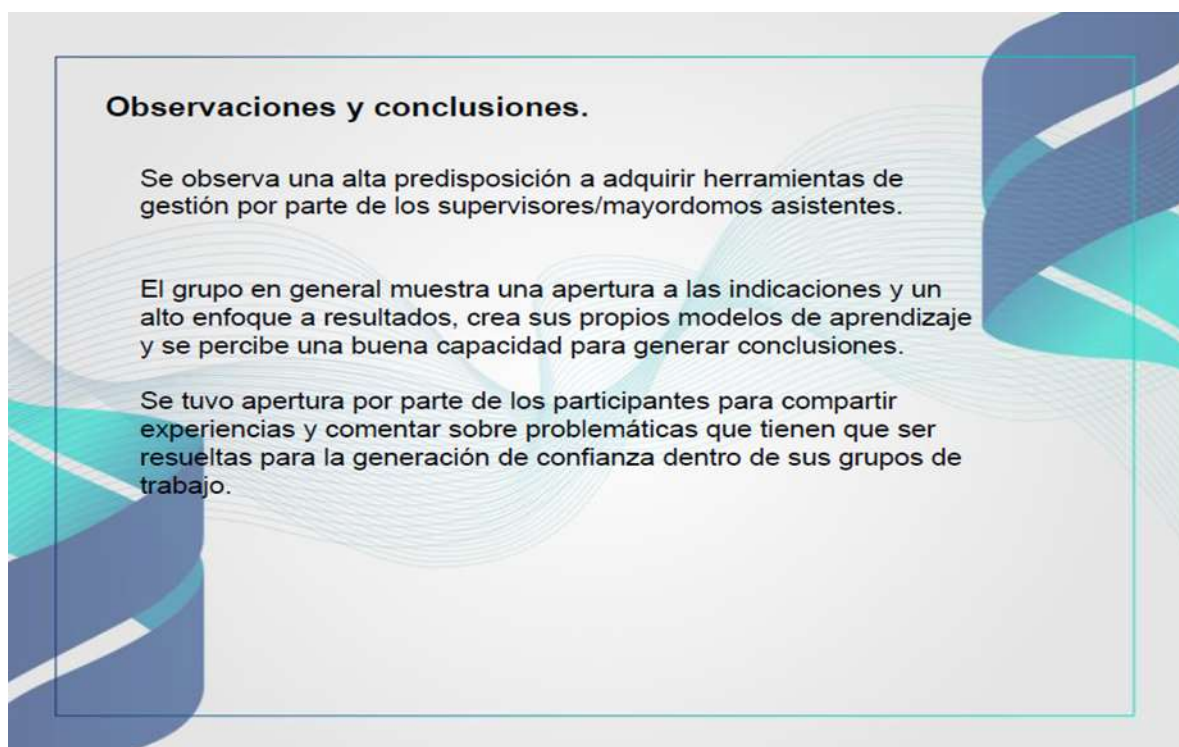 Observaciones y conclusiones.
Se observa una alta predisposición a adquirir herramientas de
gestión por parte de los supervisores/mayordomos asistentes.
El grupo en general muestra una apertura a las indicaciones y un
alto enfoque a resultados, crea sus propios modelos de aprendizaje
y se percibe una buena capacidad para generar conclusiones.
Se tuvo apertura por parte de los participantes para compartir
experiencias y comentar sobre problemáticas que tienen que ser
resueltas para la generación de confianza dentro de sus grupos de
trabajo.